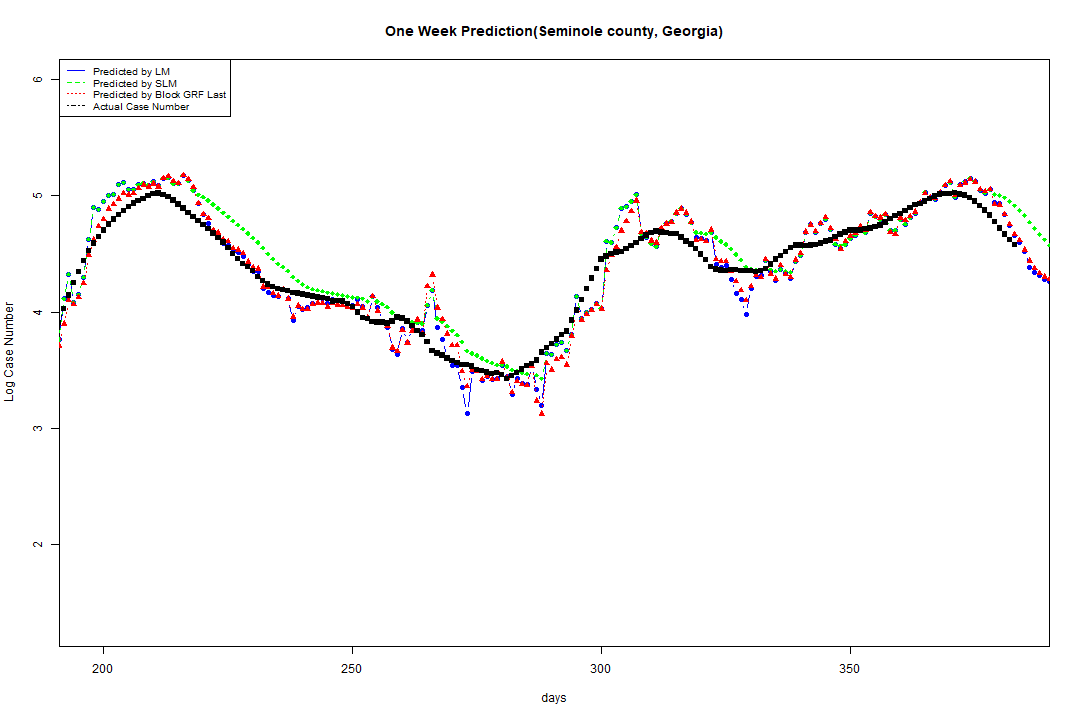 One Week Prediction(Seminole county, Georgia)
Predicted by LM
Predicted by SLM
Predicted by Block GRF Last
Actual Case Number
6
5
4
3
2
Log Case Number
200 250 300 350
days